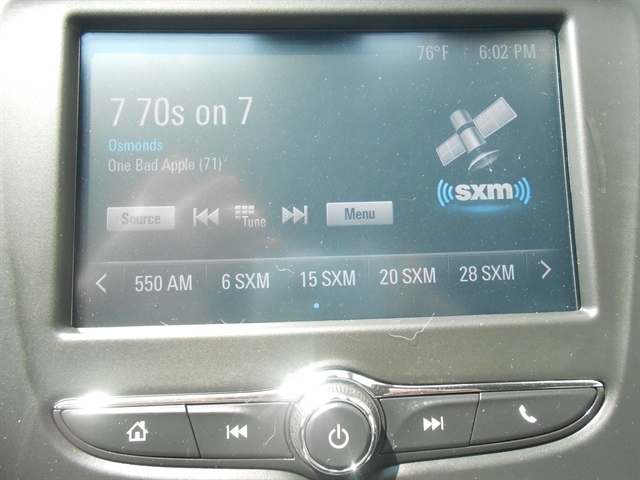 76°F 6:02 PM
7 70s on 7
Osmonds
One Bad Apple (71)
sxm
Source Tune Menu
550 AM 6 SXM 15 SXM 20 SXM 28 SXM